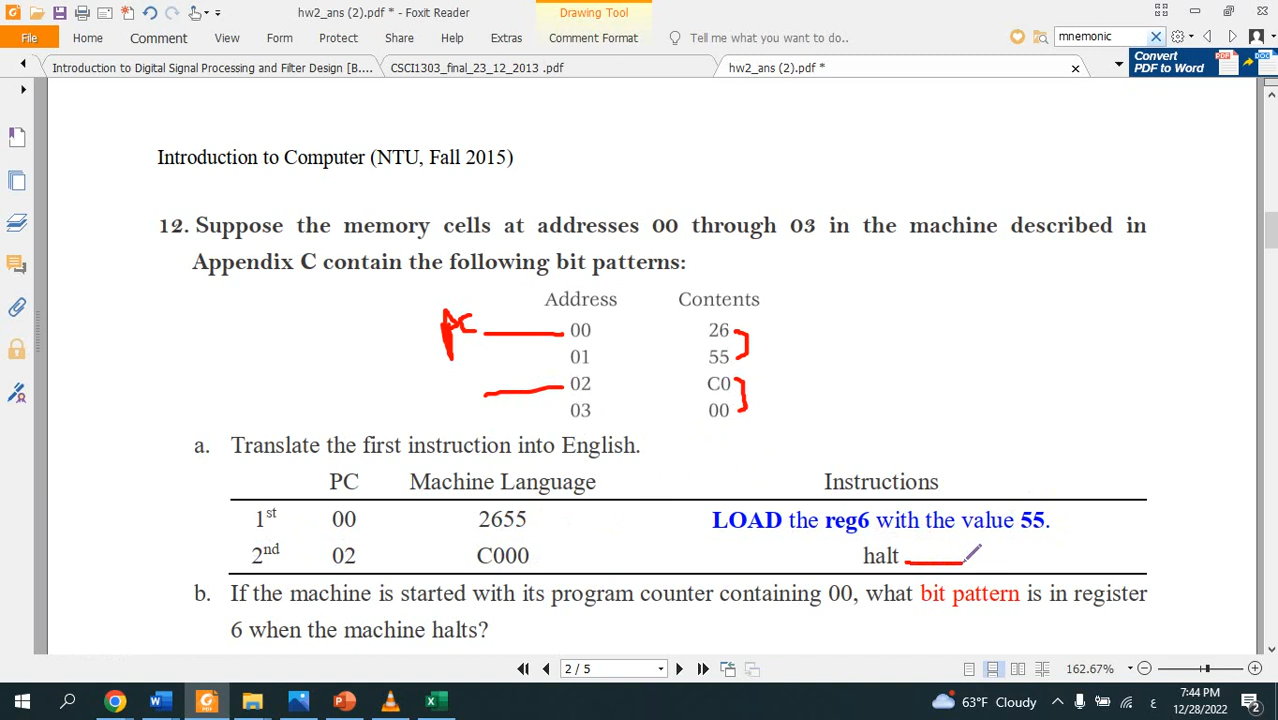 hw2_ans (2).pdf * - Foxit Reader
Drawing Tool
File Home Comment View Form Protect Share Help Extras Comment Format Tell me what you want to do.. mnemonic
Introduction to Digital Signal Processing and Filter Design [B.... CSCI1303_final_23_12_2013 .pdf hw2_ans (2).pdf * Convert
PDF to Word
Introduction to Computer (NTU, Fall 2015)
12. Suppose the memory cells at addresses 00 through 03 in the machine described in
Appendix C contain the following bit patterns:
Address Contents
PC 00 26
01 55
02 C0
03 00
a. Translate the first instruction into English.
PC Machine Language Instructions
1st 00 2655 LOAD the reg6 with the value 55.
2nd 02 C000 halt
b. If the machine is started with its program counter containing 00, what bit pattern is in register
6 when the machine halts?
2 / 5 162.67%
63°F Cloudy ع 7:44 PM
12/28/2022 2